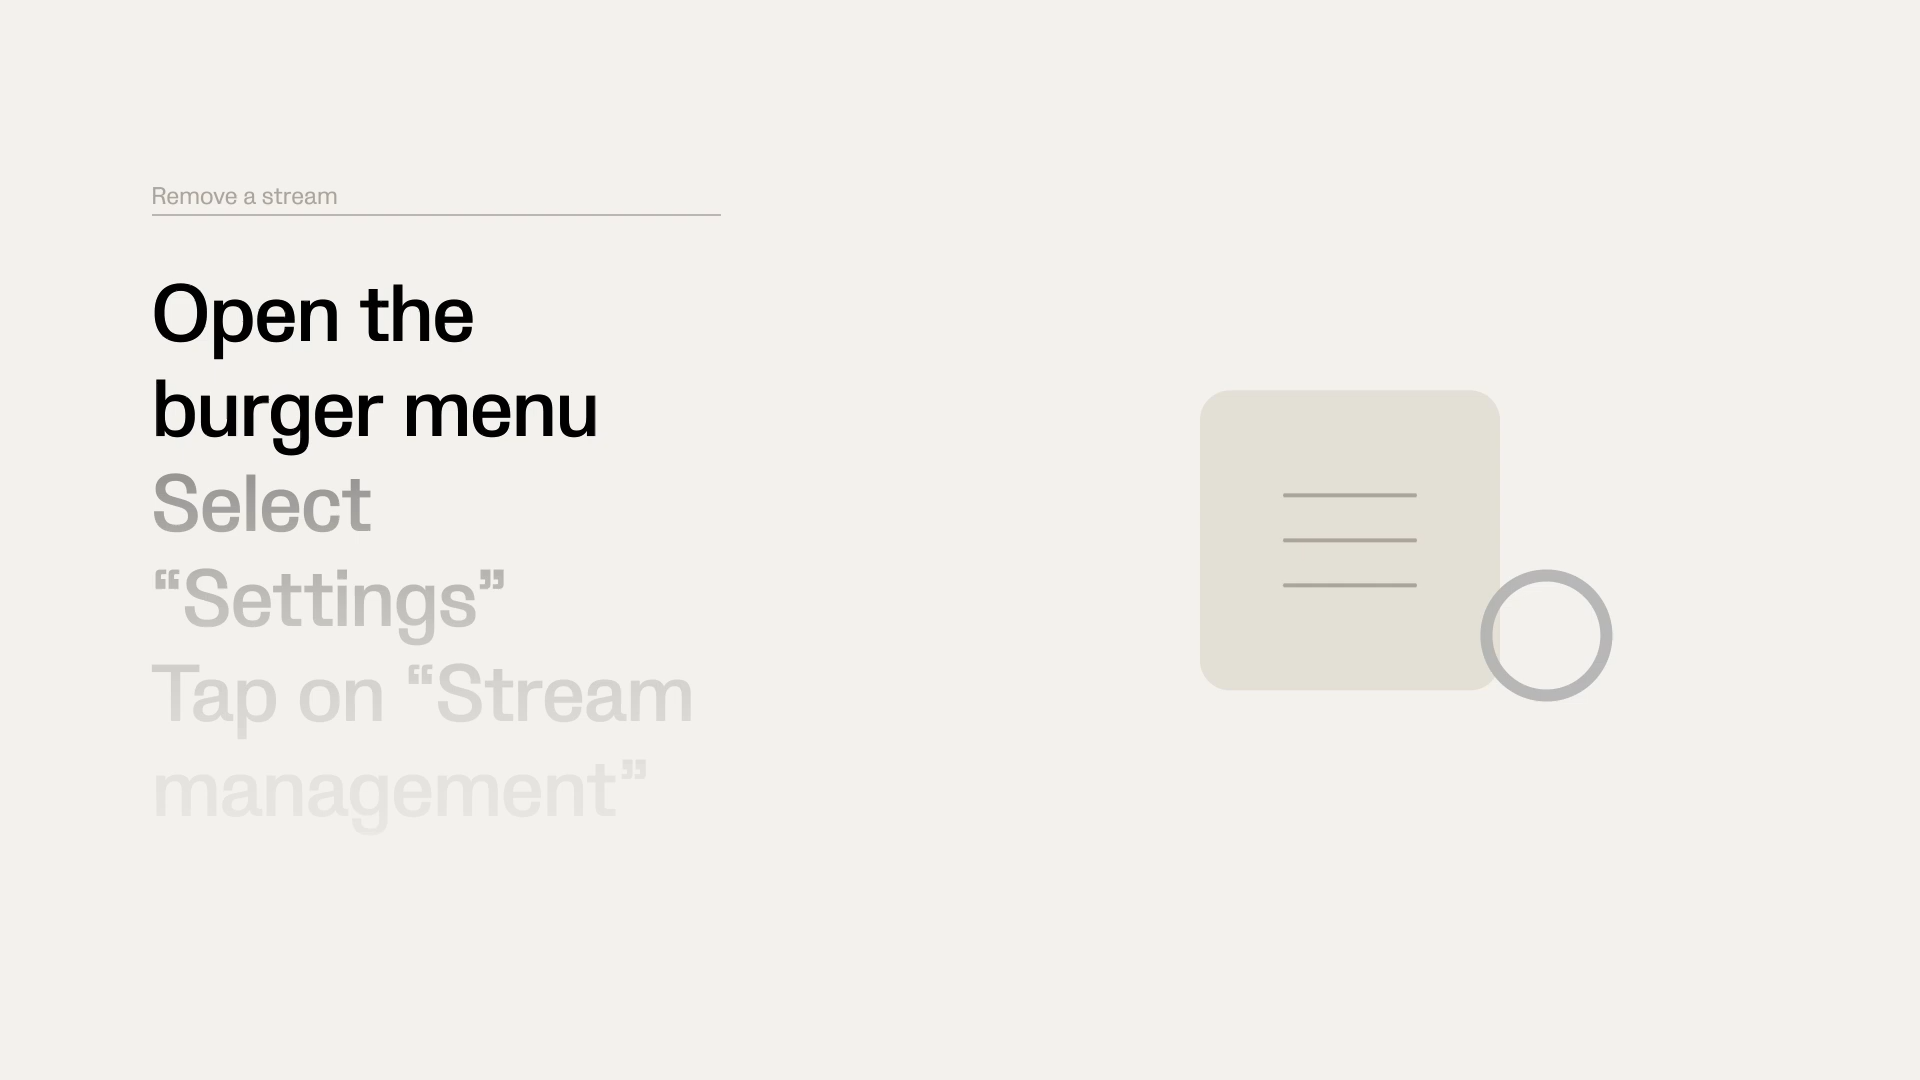 Remove a stream
Open the
burger menu
Select
“Settings”
Tap on “Stream
management”